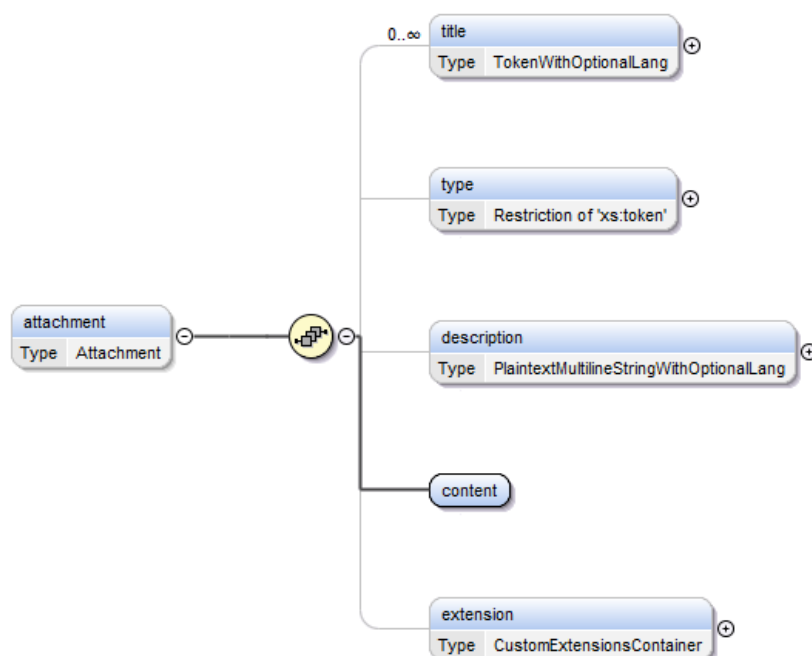 0..∞
title
Type TokenWithOptionalLang
type
Type Restriction of 'xs:token'
attachment
Type Attachment
description
Type PlaintextMultilineStringWithOptionalLang
content
extension
Type CustomExtensionsContainer